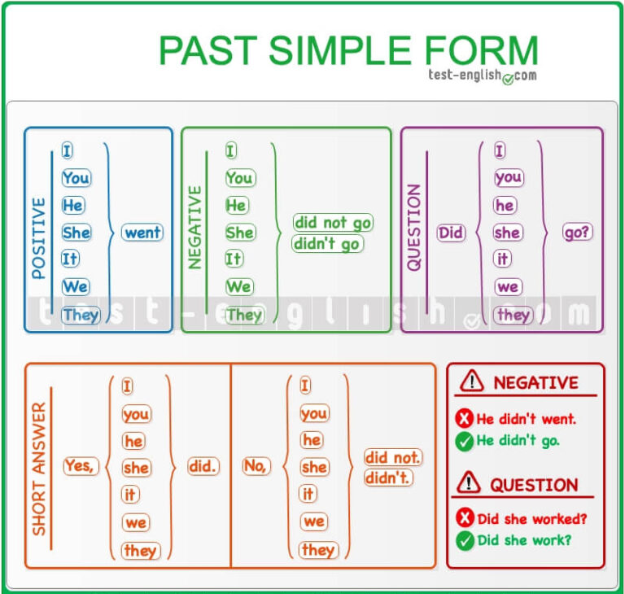 PAST SIMPLE FORM
test-english.com
POSITIVE
I
You
He
She
It
We
They
went
NEGATIVE
I
You
He
She
It
We
They
did not go
didn't go
QUESTION
Did
I
you
he
she
it
we
they
go?
test-english.com
SHORT ANSWER
Yes,
I
you
he
she
it
we
they
did.
No,
I
you
he
she
it
we
they
did not.
didn't.
NEGATIVE
He didn't went.
He didn't go.
QUESTION
Did she worked?
Did she work?